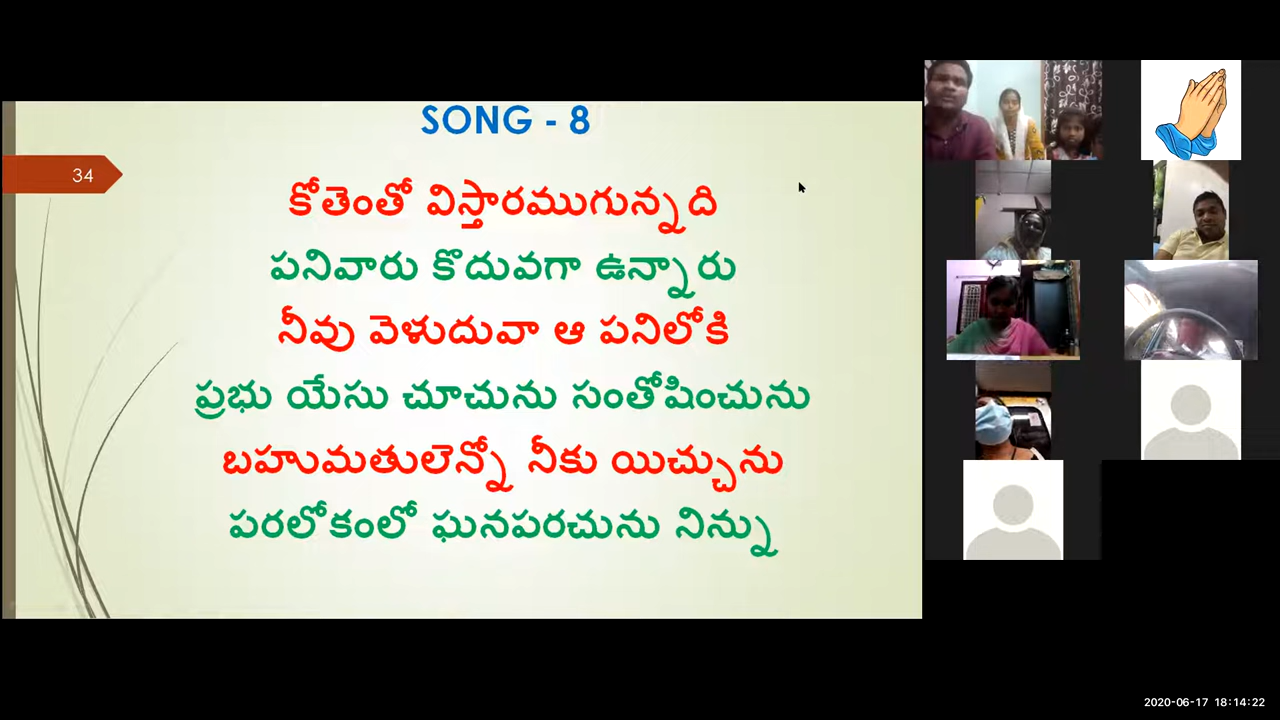 SONG - 8
34
కోతెంతో విస్తారముగున్నది
పనివారు కొదువగా ఉన్నారు
నీవు వెళుదువా ఆ పనిలోకి
ప్రభు యేసు చూచును సంతోషించును
బహుమతులెన్నో నీకు యిచ్చును
పరలోకంలో ఘనపరచును నిన్ను
2020-06-17 18:14:22